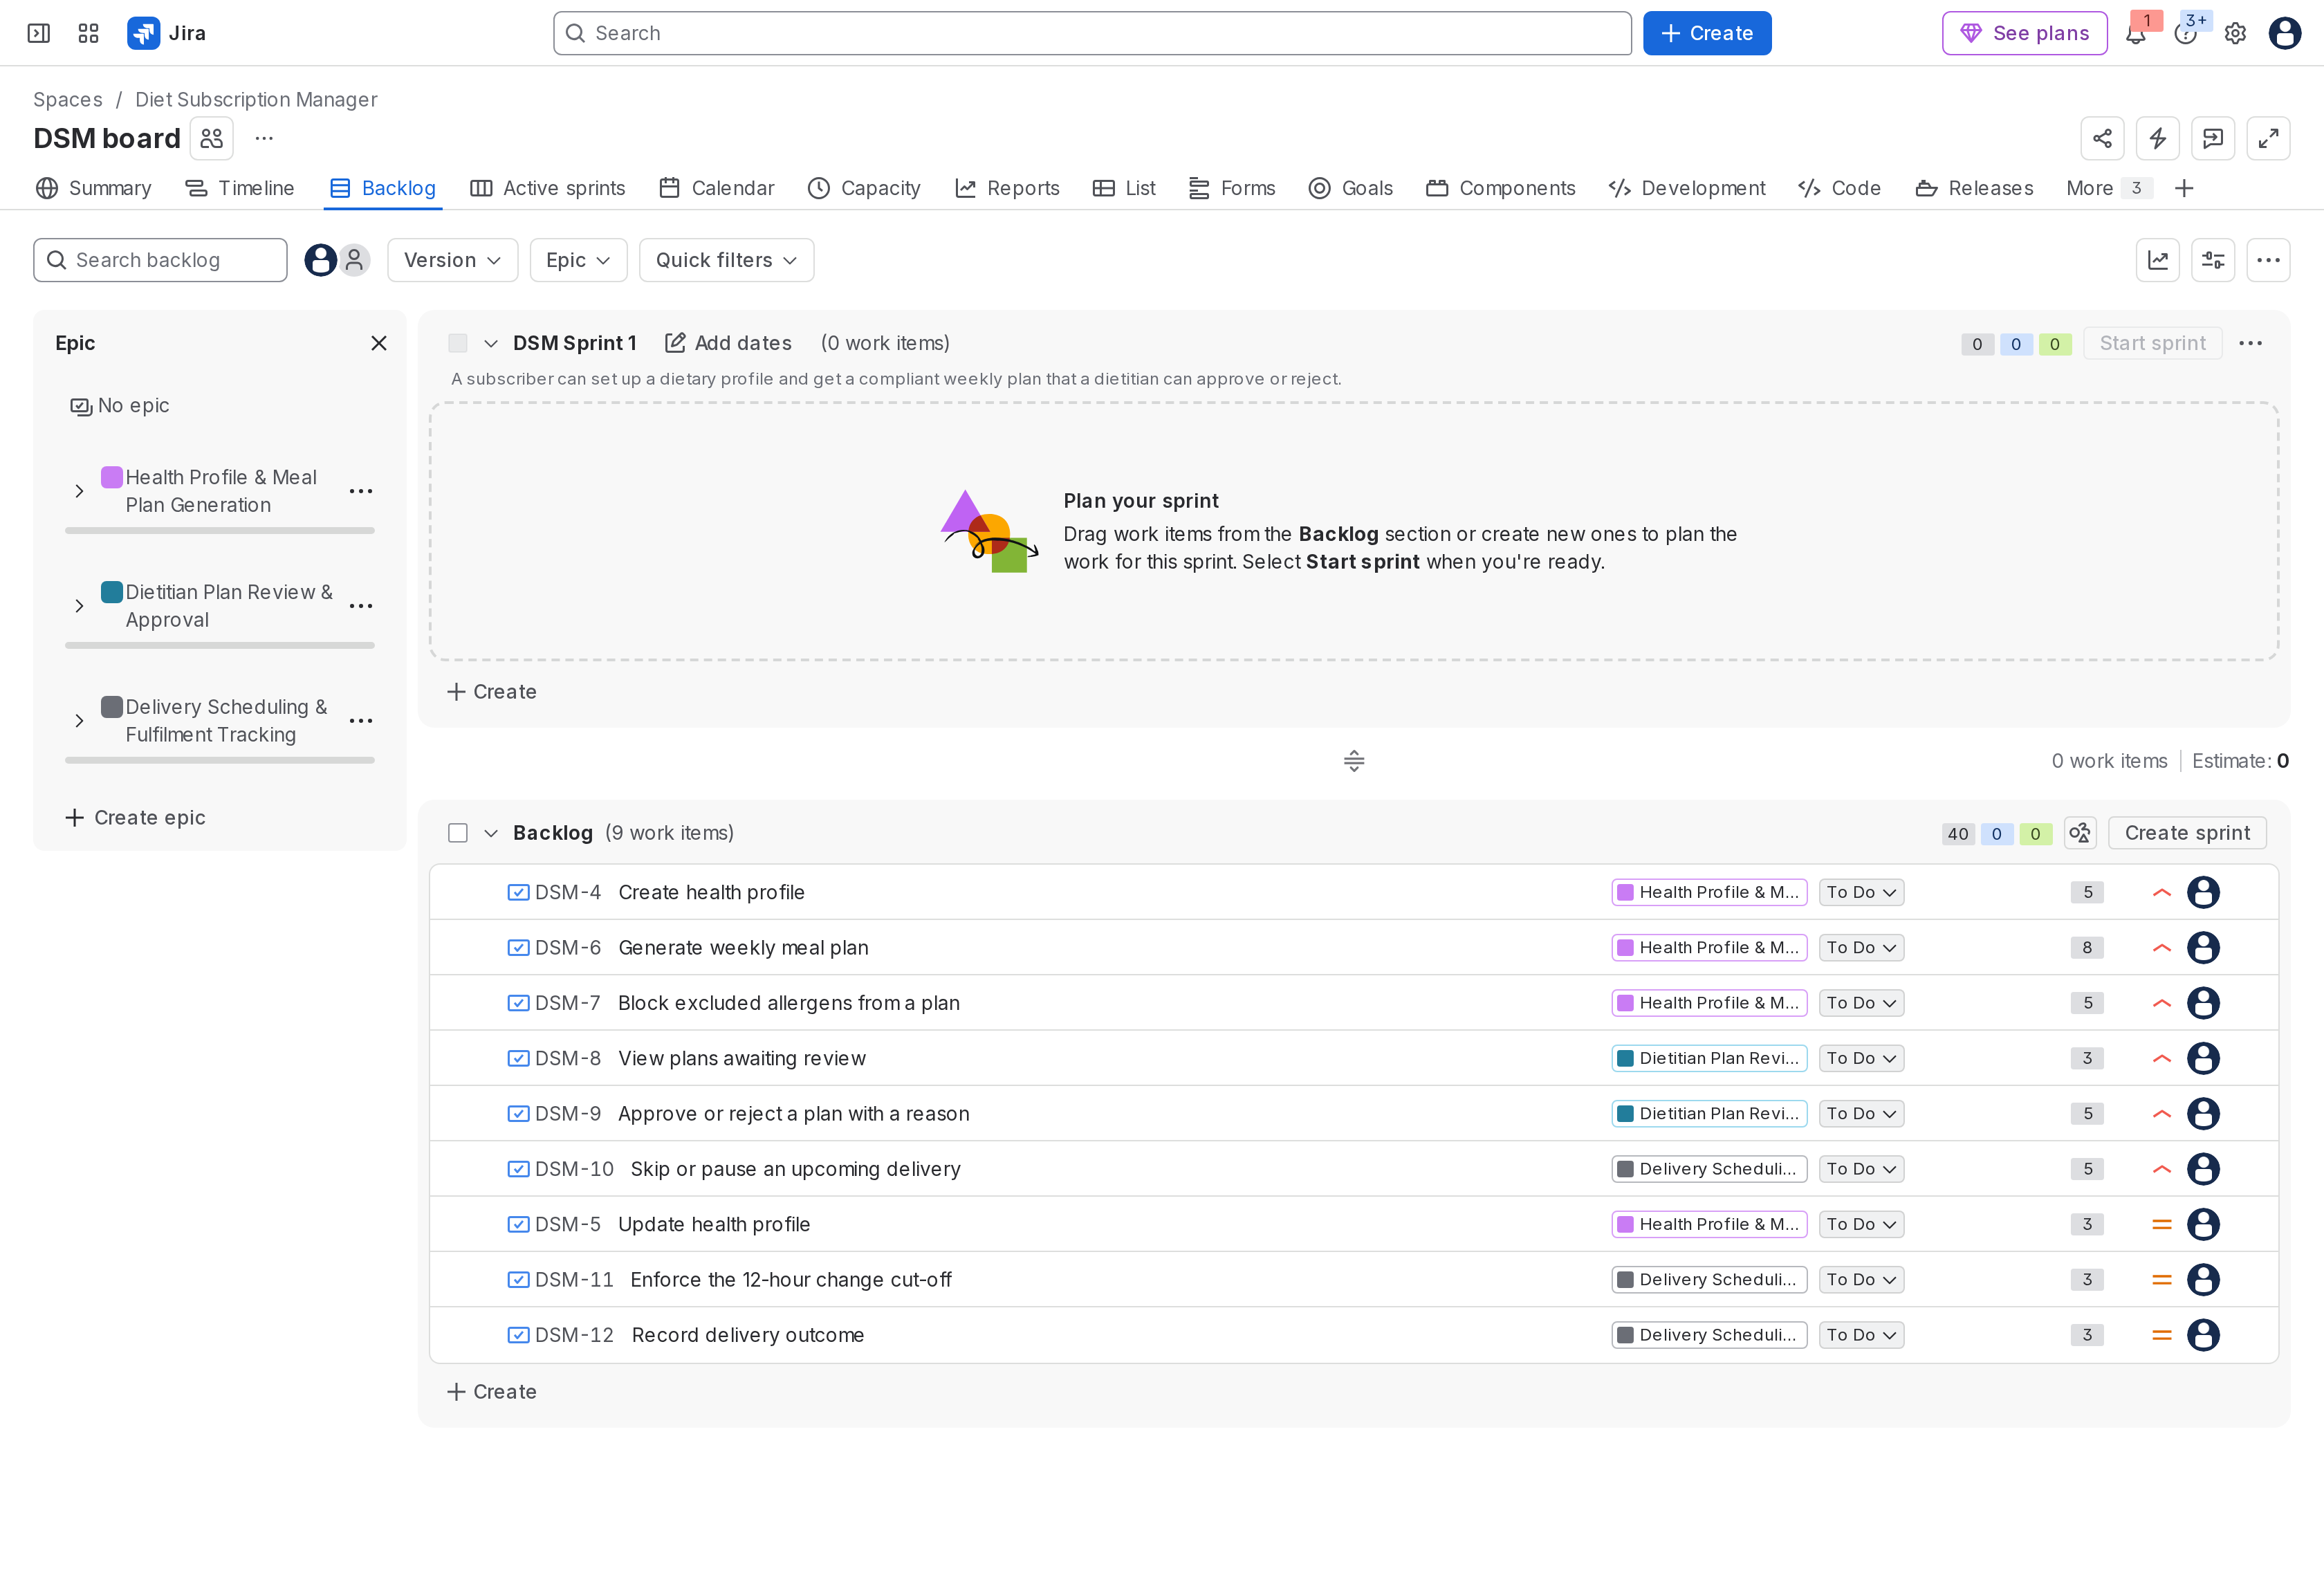 Jira
Search
Create
See plans
1
3+
Spaces / Diet Subscription Manager
DSM board
Summary
Timeline
Backlog
Active sprints
Calendar
Capacity
Reports
List
Forms
Goals
Components
Development
Code
Releases
More 3
Search backlog
Version
Epic
Quick filters
Epic
No epic
Health Profile & Meal
Plan Generation
Dietitian Plan Review &
Approval
Delivery Scheduling &
Fulfilment Tracking
Create epic
DSM Sprint 1 Add dates (0 work items) 0 0 0 Start sprint
A subscriber can set up a dietary profile and get a compliant weekly plan that a dietitian can approve or reject.
Plan your sprint
Drag work items from the Backlog section or create new ones to plan the
work for this sprint. Select Start sprint when you're ready.
Create
0 work items Estimate: 0
Backlog (9 work items) 40 0 0 Create sprint
DSM-4 Create health profile Health Profile & M... To Do 5
DSM-6 Generate weekly meal plan Health Profile & M... To Do 8
DSM-7 Block excluded allergens from a plan Health Profile & M... To Do 5
DSM-8 View plans awaiting review Dietitian Plan Revi... To Do 3
DSM-9 Approve or reject a plan with a reason Dietitian Plan Revi... To Do 5
DSM-10 Skip or pause an upcoming delivery Delivery Scheduli... To Do 5
DSM-5 Update health profile Health Profile & M... To Do 3
DSM-11 Enforce the 12-hour change cut-off Delivery Scheduli... To Do 3
DSM-12 Record delivery outcome Delivery Scheduli... To Do 3
Create